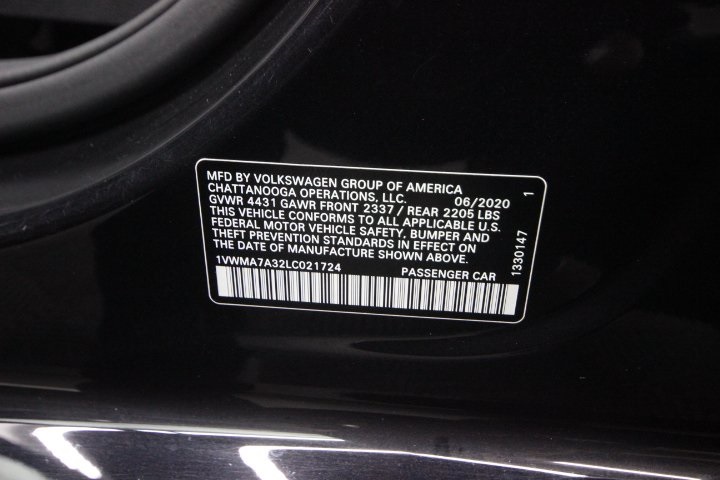 MFD BY VOLKSWAGEN GROUP OF AMERICA
CHATTANOOGA OPERATIONS, LLC. 06/2020
GVWR 4431 GAWR FRONT 2337 / REAR 2205 LBS
THIS VEHICLE CONFORMS TO ALL APPLICABLE U.S.
FEDERAL MOTOR VEHICLE SAFETY, BUMPER AND
THEFT PREVENTION STANDARDS IN EFFECT ON
THE DATE OF MANUFACTURE SHOWN ABOVE.
1VWMA7A32LC021724 PASSENGER CAR
1330147 1